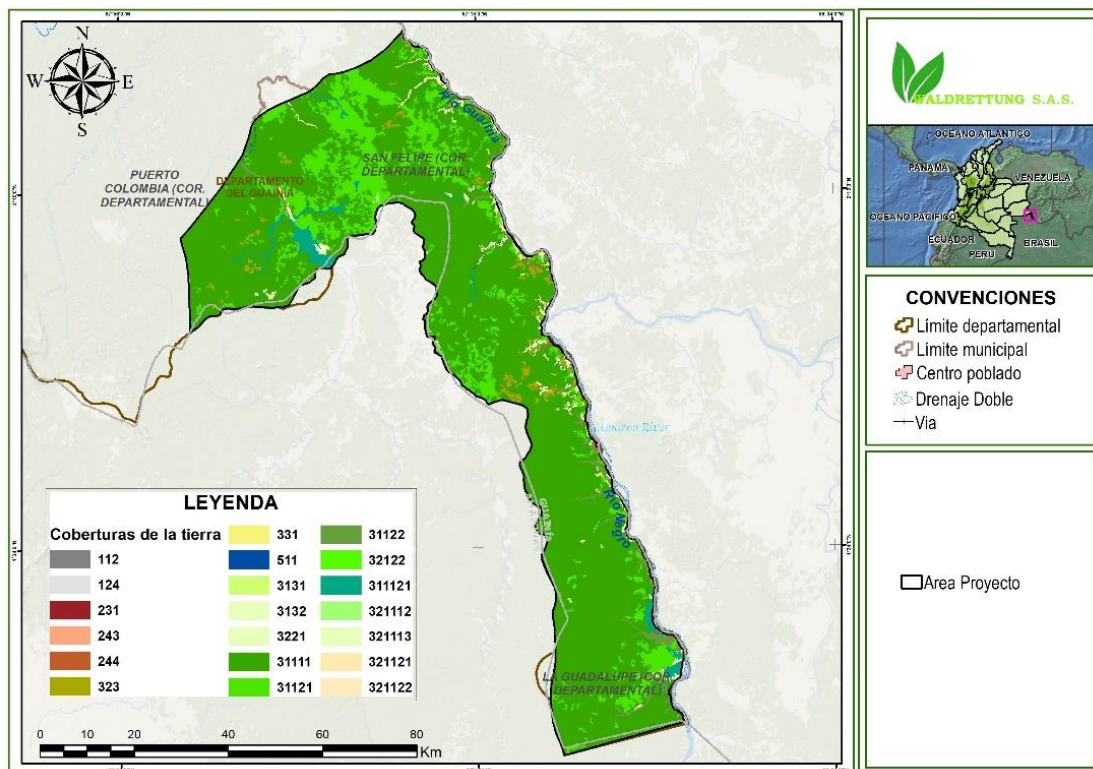 N
W
E
S
Río Guainía
SAN FELIPE (COR.
DEPARTAMENTAL)
PUERTO
COLOMBIA (COR.
DEPARTAMENTAL)
DEPARTAMENTO
DEL GUAINÍA
Río Negro
LA GUADALUPE (COR.
DEPARTAMENTAL)
LEYENDA
Coberturas de la tierra
112
124
231
243
244
323
331
511
3131
3132
3221
31111
31121
31122
32122
311121
321112
321113
321121
321122
0
10
20
40
60
80
Km
WALDRETTUNG S.A.S.
OCEANO ATLANTICO
PANAMA
VENEZUELA
OCEANO PACIFICO
ECUADOR
BRASIL
PERU
CONVENCIONES
Límite departamental
Límite municipal
Centro poblado
Drenaje Doble
Via
Area Proyecto